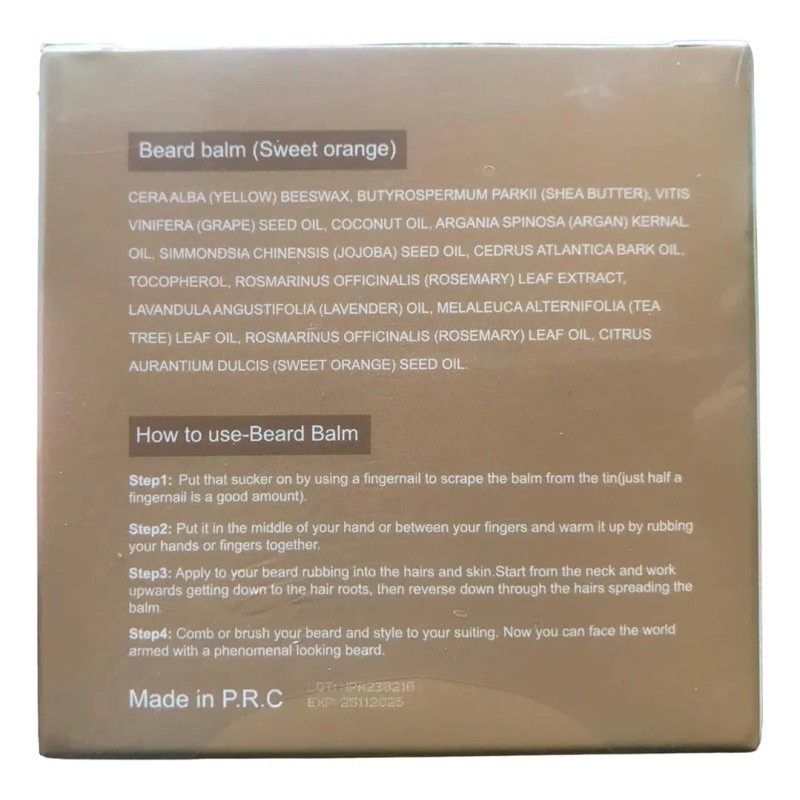 Beard balm (Sweet orange)
CERA ALBA (YELLOW) BEESWAX, BUTYROSPERMUM PARKII (SHEA BUTTER), VITIS
VINIFERA (GRAPE) SEED OIL, COCONUT OIL, ARGANIA SPINOSA (ARGAN) KERNAL
OIL, SIMMONDSIA CHINENSIS (JOJOBA) SEED OIL, CEDRUS ATLANTICA BARK OIL,
TOCOPHEROL, ROSMARINUS OFFICINALIS (ROSEMARY) LEAF EXTRACT,
LAVANDULA ANGUSTIFOLIA (LAVENDER) OIL, MELALEUCA ALTERNIFOLIA (TEA
TREE) LEAF OIL, ROSMARINUS OFFICINALIS (ROSEMARY) LEAF OIL, CITRUS
AURANTIUM DULCIS (SWEET ORANGE) SEED OIL.
How to use-Beard Balm
Step1: Put that sucker on by using a fingernail to scrape the balm from the tin(just half a
fingernail is a good amount).
Step2: Put it in the middle of your hand or between your fingers and warm it up by rubbing
your hands or fingers together.
Step3: Apply to your beard rubbing into the hairs and skin.Start from the neck and work
upwards getting down to the hair roots, then reverse down through the hairs spreading the
balm.
Step4: Comb or brush your beard and style to your suiting. Now you can face the world
armed with a phenomenal looking beard.
Made in P.R.C
EXP: 25112025